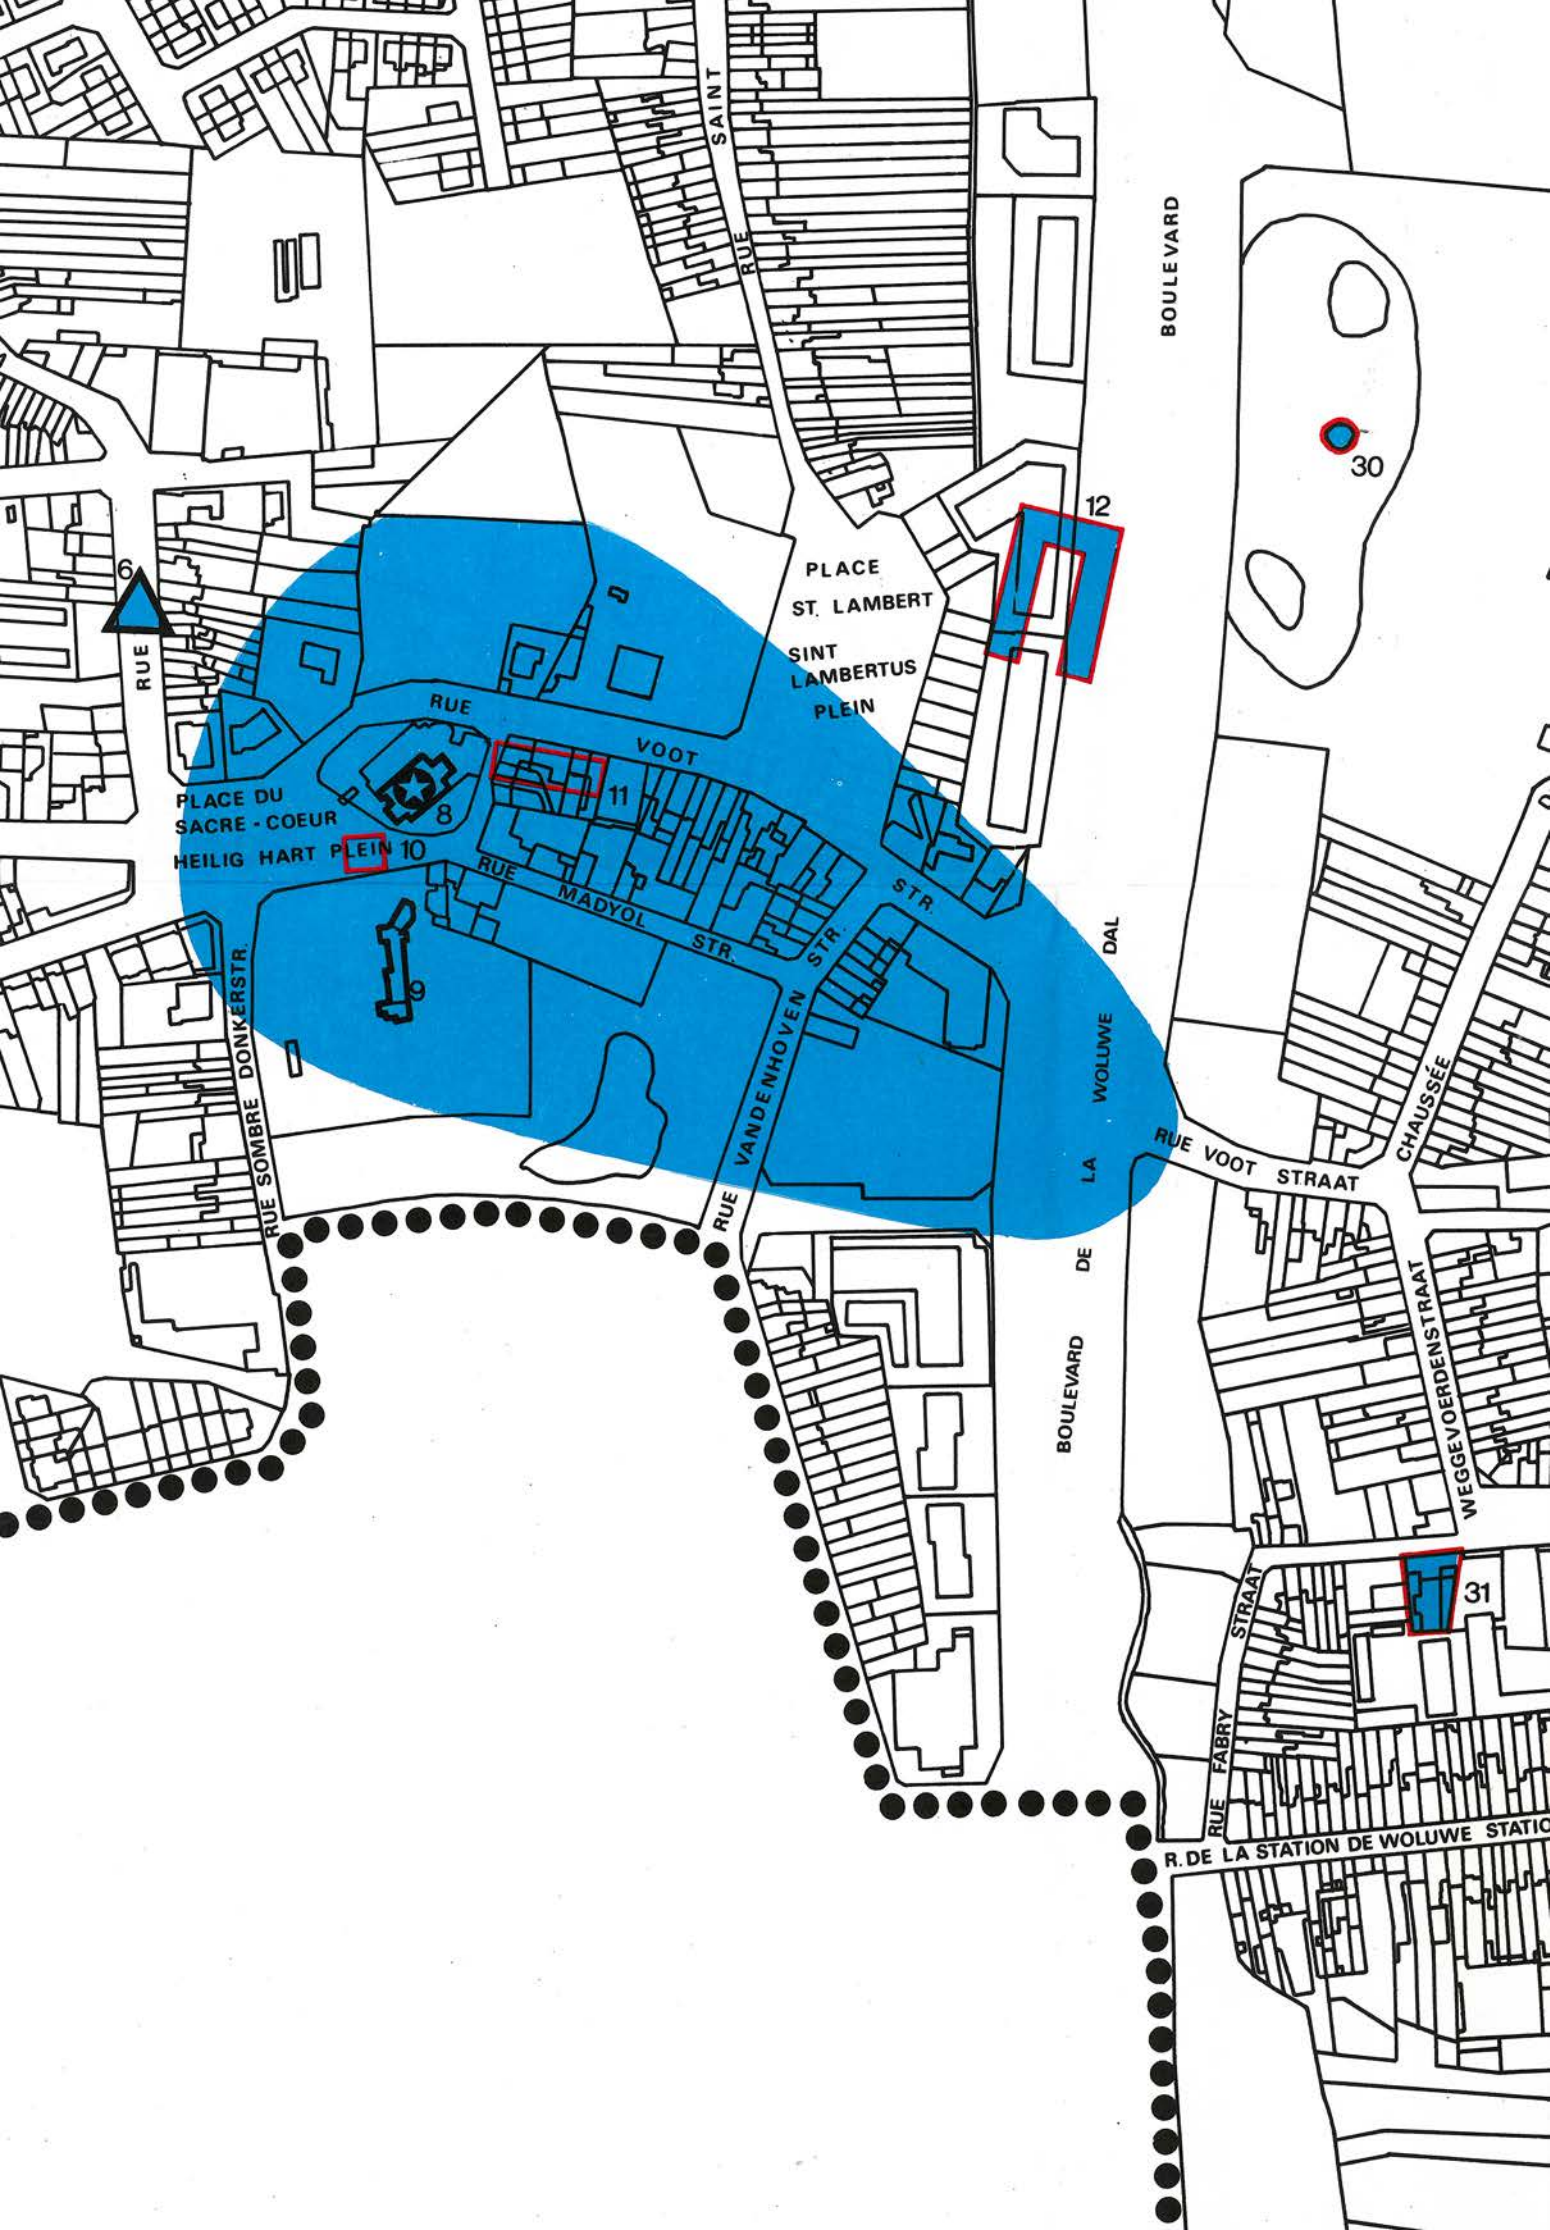 SAINT
RUE
BOULEVARD
30
12
6
PLACE
ST. LAMBERT
SINT
LAMBERTUS
PLEIN
RUE
RUE
VOOT
STR.
11
8
PLACE DU
SACRE-COEUR
HEILIG HART PLEIN
10
RUE
MADYOL
STR.
9
RUE SOMBRE DONKERSTR.
RUE VANDENHOVEN STR.
BOULEVARD DE LA WOLUWE DAL
RUE VOOT STRAAT
CHAUSSÉE
WEGGEVOERDENSTRAAT
31
RUE FABRY STRAAT
R. DE LA STATION DE WOLUWE STATIO